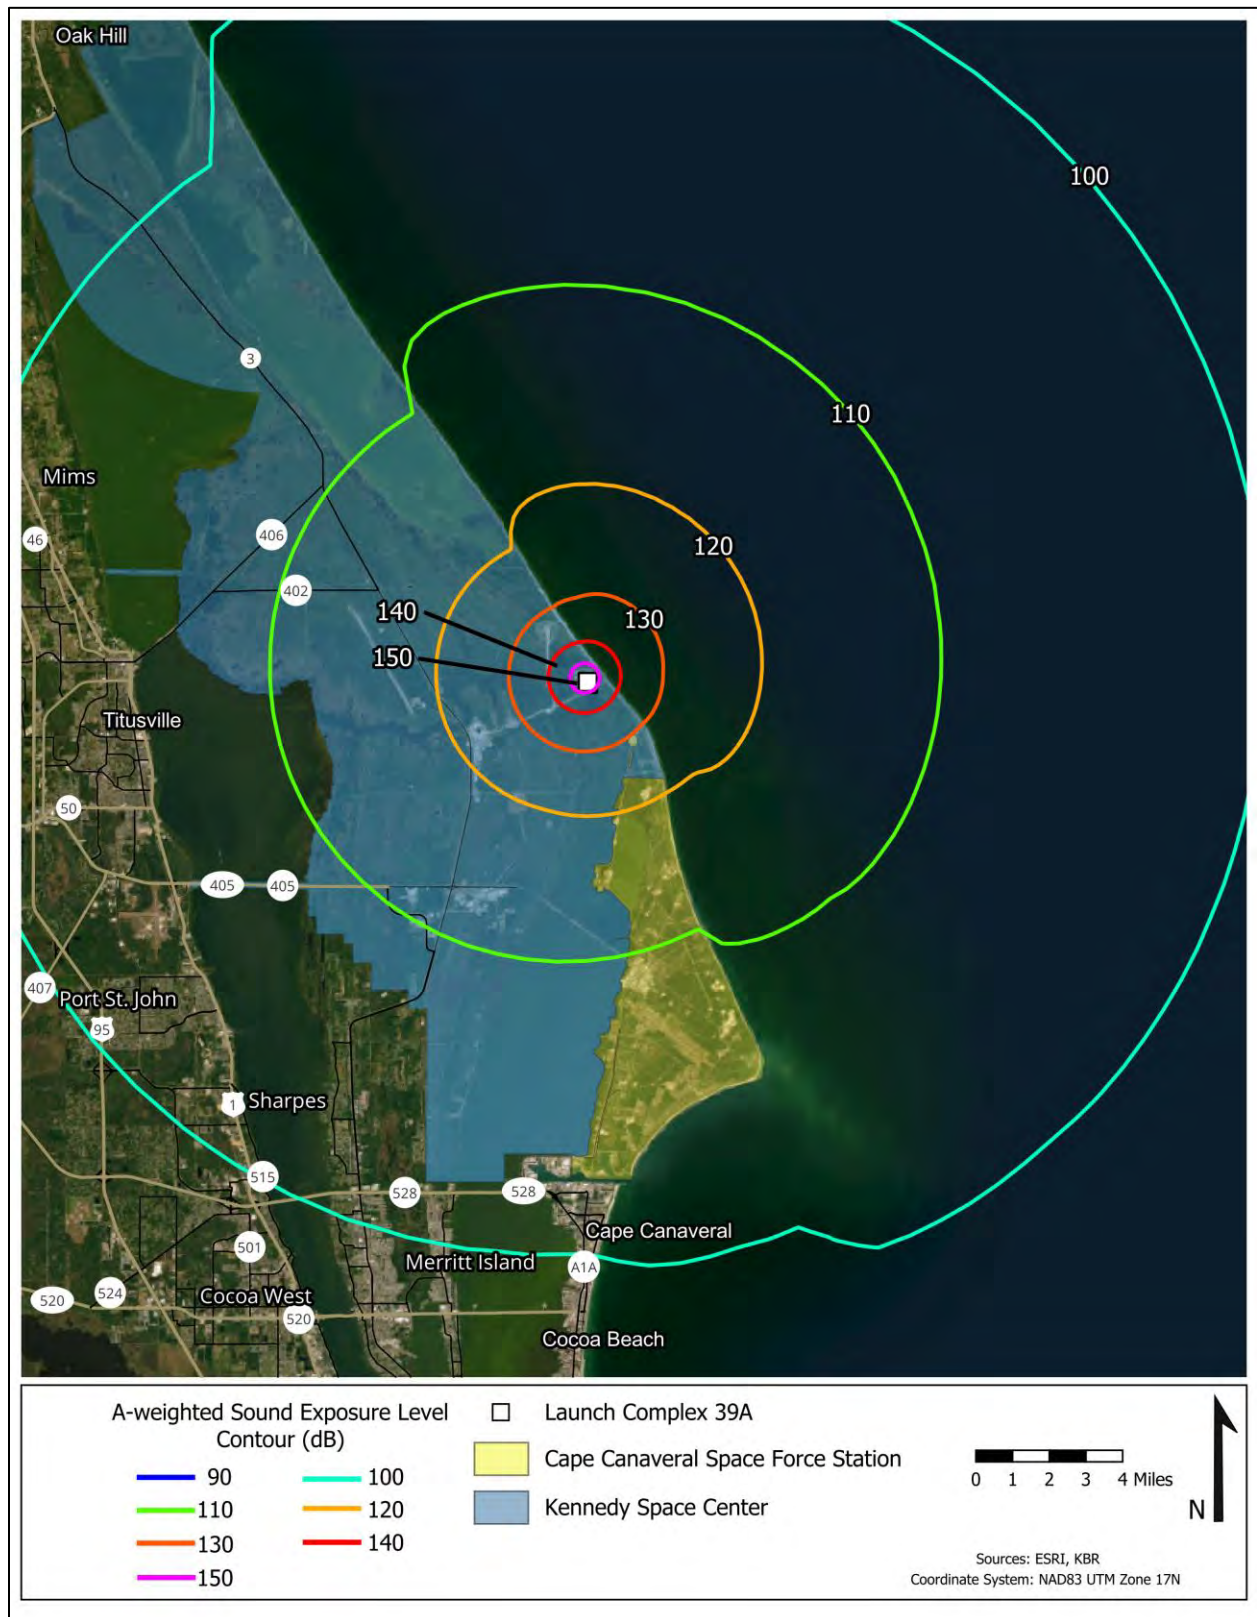 Oak Hill
100
3
110
Mims
406
46
120
402
140
130
150
Titusville
50
405
405
407
Port St. John
95
1
Sharpes
515
528
528
Cape Canaveral
501
Merritt Island
A1A
524
Cocoa West
520
520
Cocoa Beach
A-weighted Sound Exposure Level
Contour (dB)
90
100
110
120
130
140
150
Launch Complex 39A
Cape Canaveral Space Force Station
Kennedy Space Center
0 1 2 3 4 Miles
N
Sources: ESRI, KBR
Coordinate System: NAD83 UTM Zone 17N